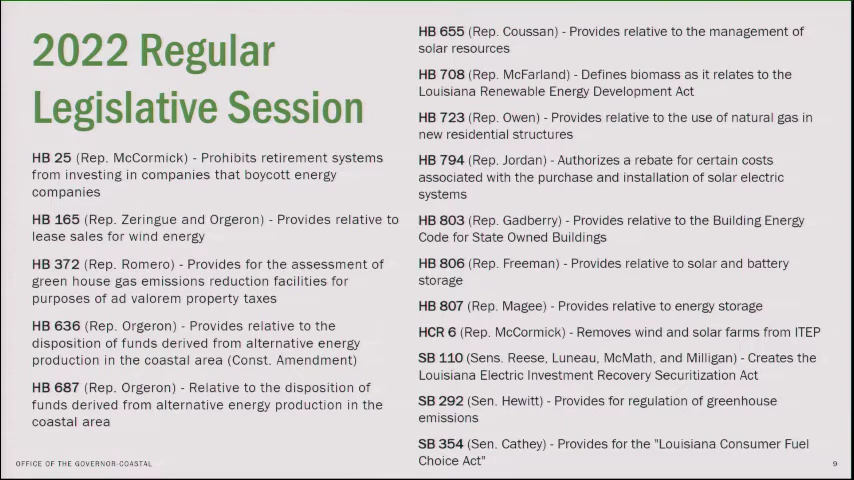 2022 Regular
Legislative Session
HB 25 (Rep. McCormick) - Prohibits retirement systems
from investing in companies that boycott energy
companies
HB 165 (Rep. Zeringue and Orgeron) - Provides relative to
lease sales for wind energy
HB 372 (Rep. Romero) - Provides for the assessment of
green house gas emissions reduction facilities for
purposes of ad valorem property taxes
HB 636 (Rep. Orgeron) - Provides relative to the
disposition of funds derived from alternative energy
production in the coastal area (Const. Amendment)
HB 687 (Rep. Orgeron) - Relative to the disposition of
funds derived from alternative energy production in the
coastal area
HB 655 (Rep. Coussan) - Provides relative to the management of
solar resources
HB 708 (Rep. McFarland) - Defines biomass as it relates to the
Louisiana Renewable Energy Development Act
HB 723 (Rep. Owen) - Provides relative to the use of natural gas in
new residential structures
HB 794 (Rep. Jordan) - Authorizes a rebate for certain costs
associated with the purchase and installation of solar electric
systems
HB 803 (Rep. Gadberry) - Provides relative to the Building Energy
Code for State Owned Buildings
HB 806 (Rep. Freeman) - Provides relative to solar and battery
storage
HB 807 (Rep. Magee) - Provides relative to energy storage
HCR 6 (Rep. McCormick) - Removes wind and solar farms from ITEP
SB 110 (Sens. Reese, Luneau, McMath, and Milligan) - Creates the
Louisiana Electric Investment Recovery Securitization Act
SB 292 (Sen. Hewitt) - Provides for regulation of greenhouse
emissions
SB 354 (Sen. Cathey) - Provides for the "Louisiana Consumer Fuel
Choice Act"
OFFICE OF THE GOVERNOR-COASTAL
9